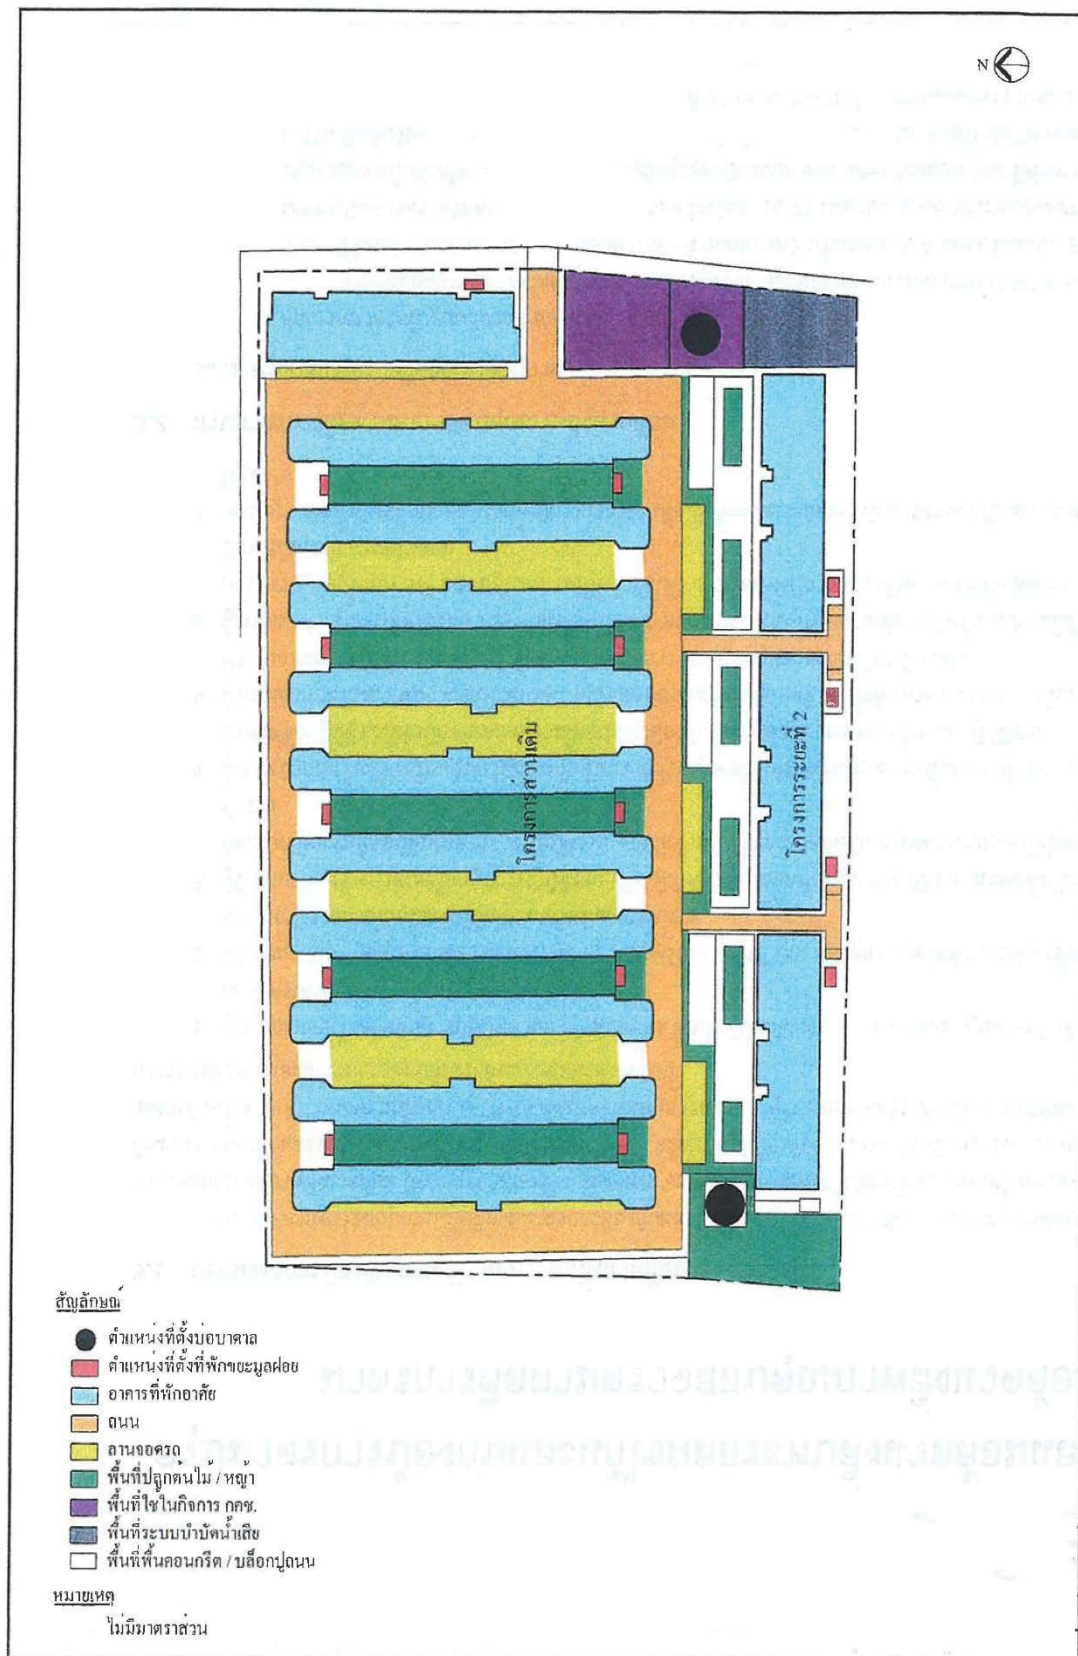 N
โครงการส่วนเดิม
โครงการระยะที่ 2
สัญลักษณ์
ตำแหน่งที่ตั้งบ่อบาดาล
ตำแหน่งที่ตั้งที่พักขยะมูลฝอย
อาคารที่พักอาศัย
ถนน
ลานจอดรถ
พื้นที่ปลูกต้นไม้ / หญ้า
พื้นที่ใช้ในกิจการ กคช.
พื้นที่ระบบบำบัดน้ำเสีย
พื้นที่พื้นคอนกรีต / บล็อกปูถนน
หมายเหตุ
ไม่มีมาตราส่วน